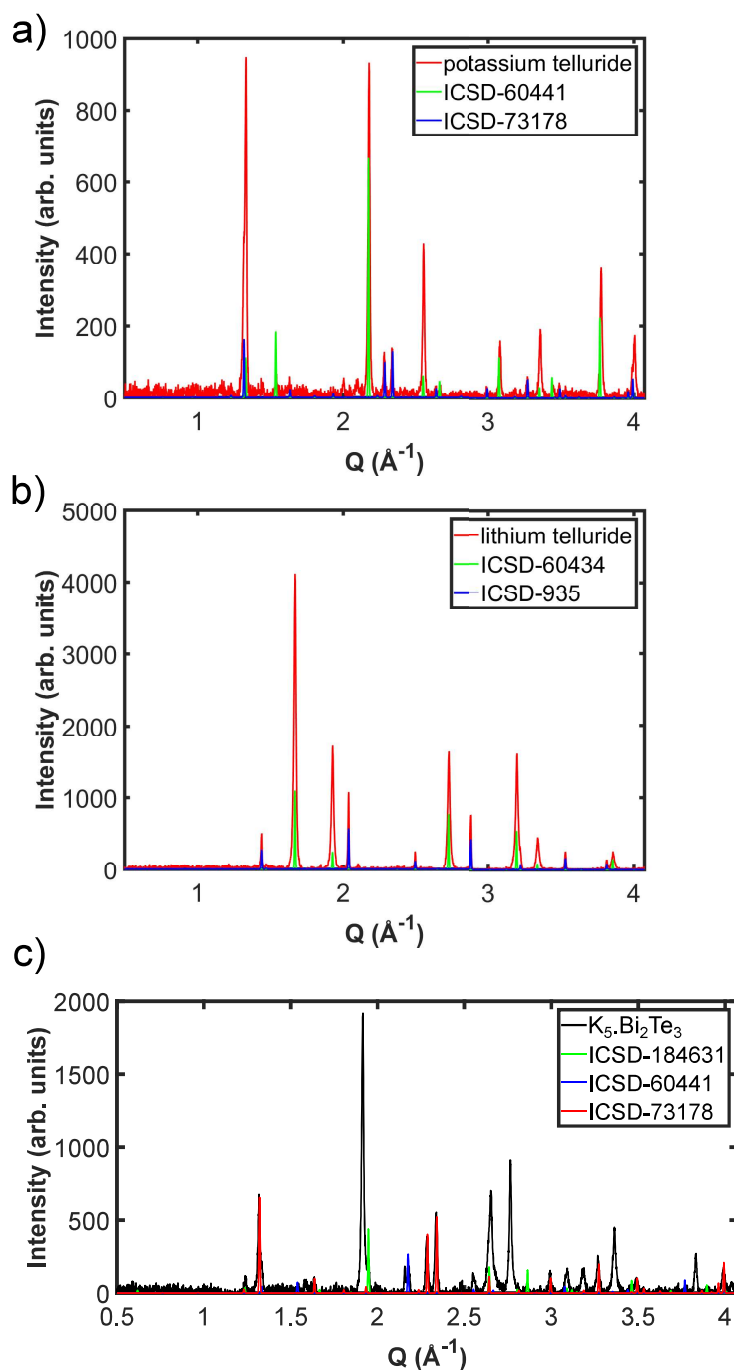 a)
1000
800
600
400
200
0
Intensity (arb. units)
potassium telluride
ICSD-60441
ICSD-73178
1 2 3 4
Q (Å⁻¹)
b)
5000
4000
3000
2000
1000
0
Intensity (arb. units)
lithium telluride
ICSD-60434
ICSD-935
1 2 3 4
Q (Å⁻¹)
c)
2000
1500
1000
500
0
Intensity (arb. units)
K₅.Bi₂Te₃
ICSD-184631
ICSD-60441
ICSD-73178
0.5 1 1.5 2 2.5 3 3.5 4
Q (Å⁻¹)